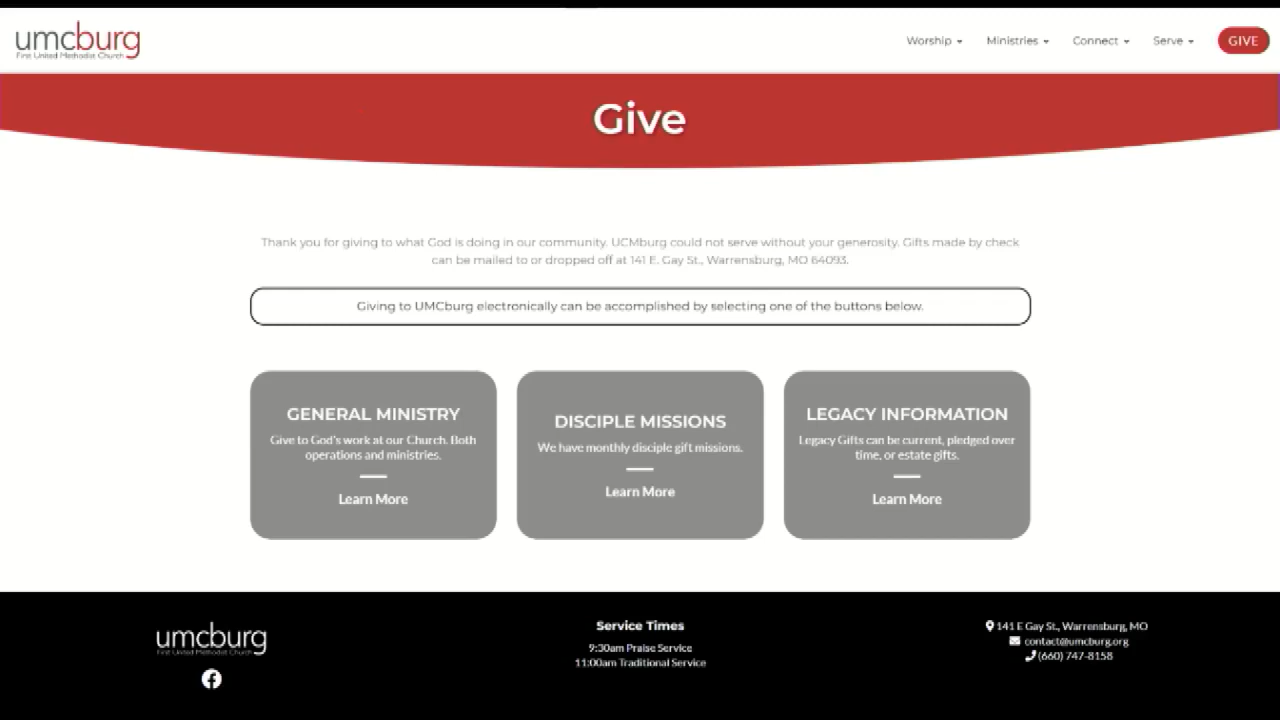 umcburg
First United Methodist Church
Worship Ministries Connect Serve GIVE
Give
Thank you for giving to what God is doing in our community. UCMburg could not serve without your generosity. Gifts made by check
can be mailed to or dropped off at 141 E. Gay St., Warrensburg, MO 64093.
Giving to UMCburg electronically can be accomplished by selecting one of the buttons below.
GENERAL MINISTRY
Give to God's work at our Church. Both
operations and ministries.
Learn More
DISCIPLE MISSIONS
We have monthly disciple gift missions.
Learn More
LEGACY INFORMATION
Legacy Gifts can be current, pledged over
time, or estate gifts.
Learn More
umcburg
First United Methodist Church
Service Times
9:30am Praise Service
11:00am Traditional Service
141 E Gay St., Warrensburg, MO
contact@umcburg.org
(660) 747-8158